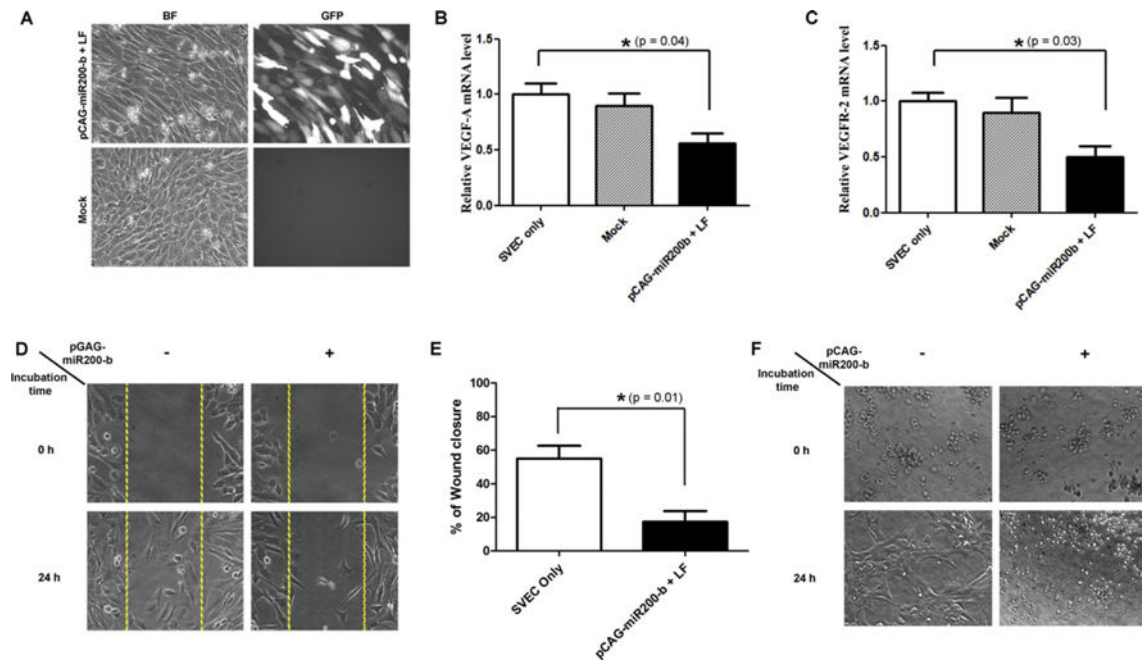 A
BF
GFP
pCAG-miR200-b + LF
Mock
B
Relative VEGF-A mRNA level
1.5
1.0
0.5
0.0
* (p = 0.04)
SVEC only
Mock
pCAG-miR200b + LF
C
Relative VEGFR-2 mRNA level
1.5
1.0
0.5
0.0
* (p = 0.03)
SVEC only
Mock
pCAG-miR200b + LF
D
pGAG-
miR200-b
-
+
Incubation
time
0 h
24 h
E
% of Wound closure
100
80
60
40
20
0
* (p = 0.01)
SVEC Only
pCAG-miR200-b + LF
F
pCAG-
miR200-b
-
+
Incubation
time
0 h
24 h